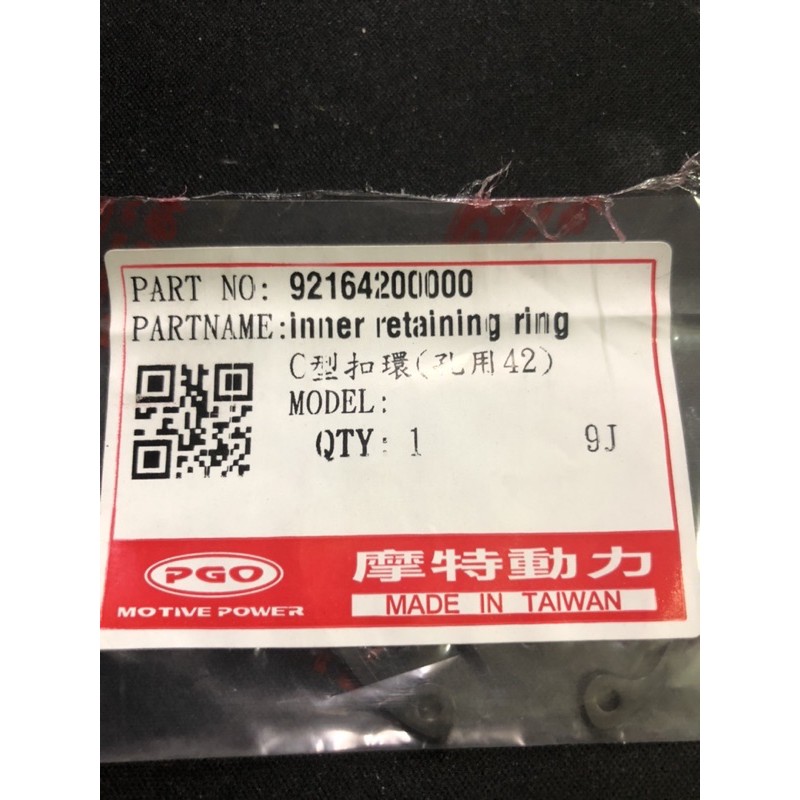 PART NO: 92164200000
PARTNAME:inner retaining ring
C型扣環(孔用42)
MODEL:
QTY: 1 9J
PGO 摩特動力
MOTIVE POWER MADE IN TAIWAN